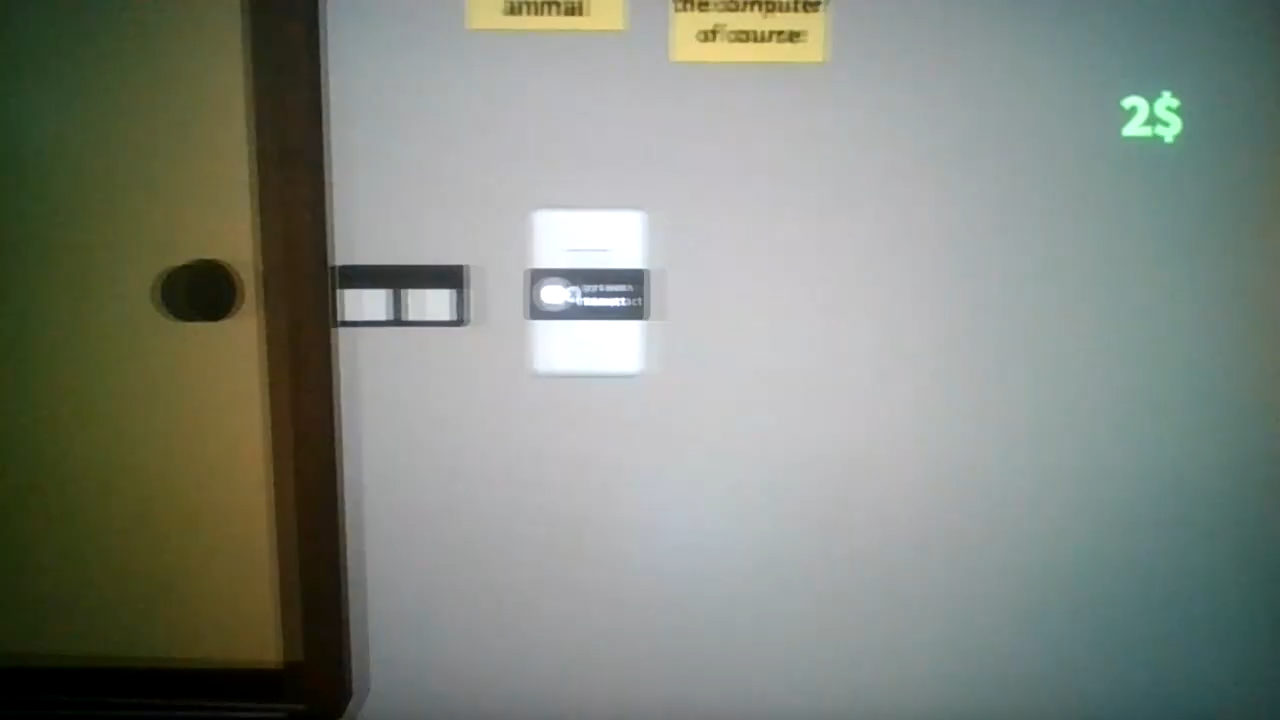 animal
the computer
of course
2$